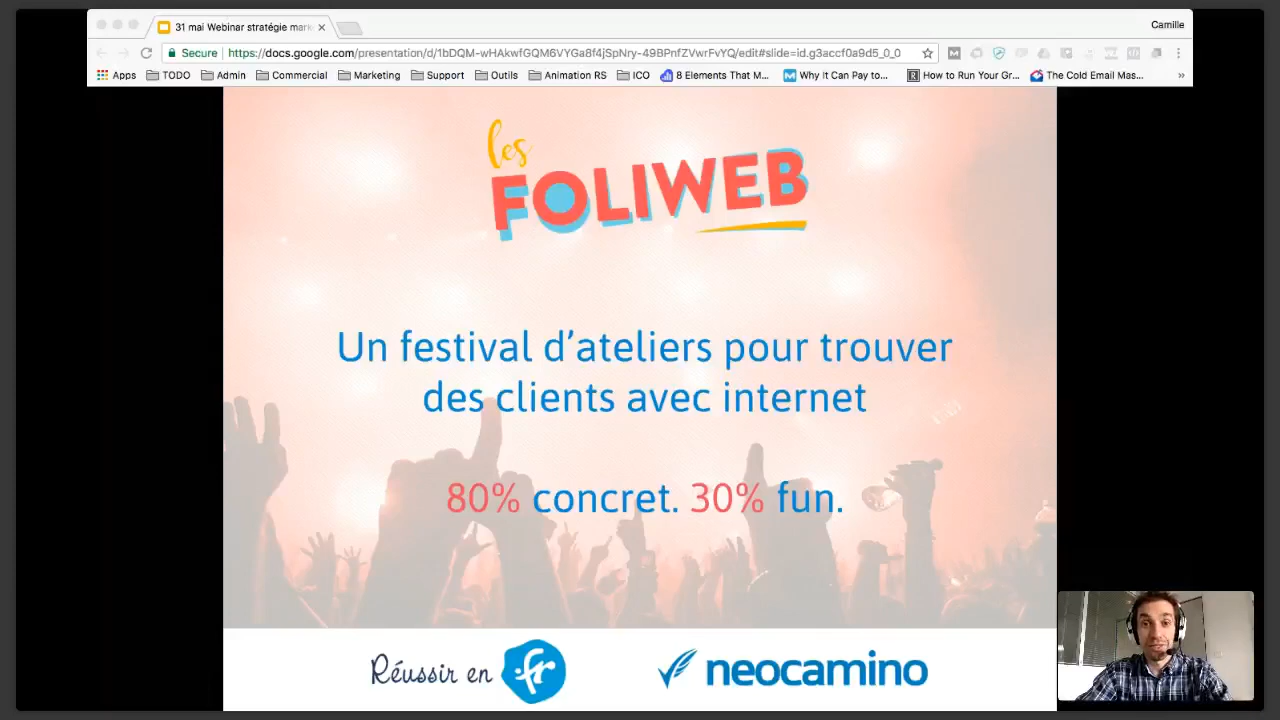 31 mai Webinar stratégie mark
Camille
Secure
https://docs.google.com/presentation/d/1bDQM-wHAkwfGQM6VYGa8f4jSpNry-49BPnfZVwrFvYQ/edit#slide=id.g3accf0a9d5_0_0
Apps TODO Admin Commercial Marketing Support Outils Animation RS ICO 8 Elements That M... Why it Can Pay to... How to Run Your Gr... The Cold Email Mas... »
les
FOLIWEB
Un festival d'ateliers pour trouver
des clients avec internet
80% concret. 30% fun.
Réussir en .fr
neocamino